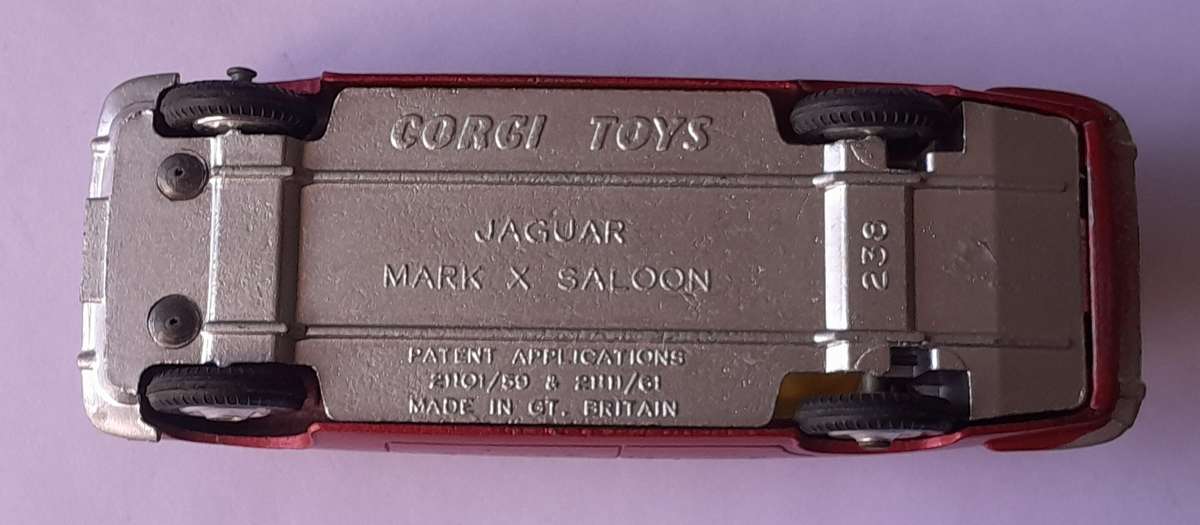 CORGI TOYS
JAGUAR
MARK X SALOON
238
PATENT APPLICATIONS
21101/59 & 2111/61
MADE IN GT. BRITAIN